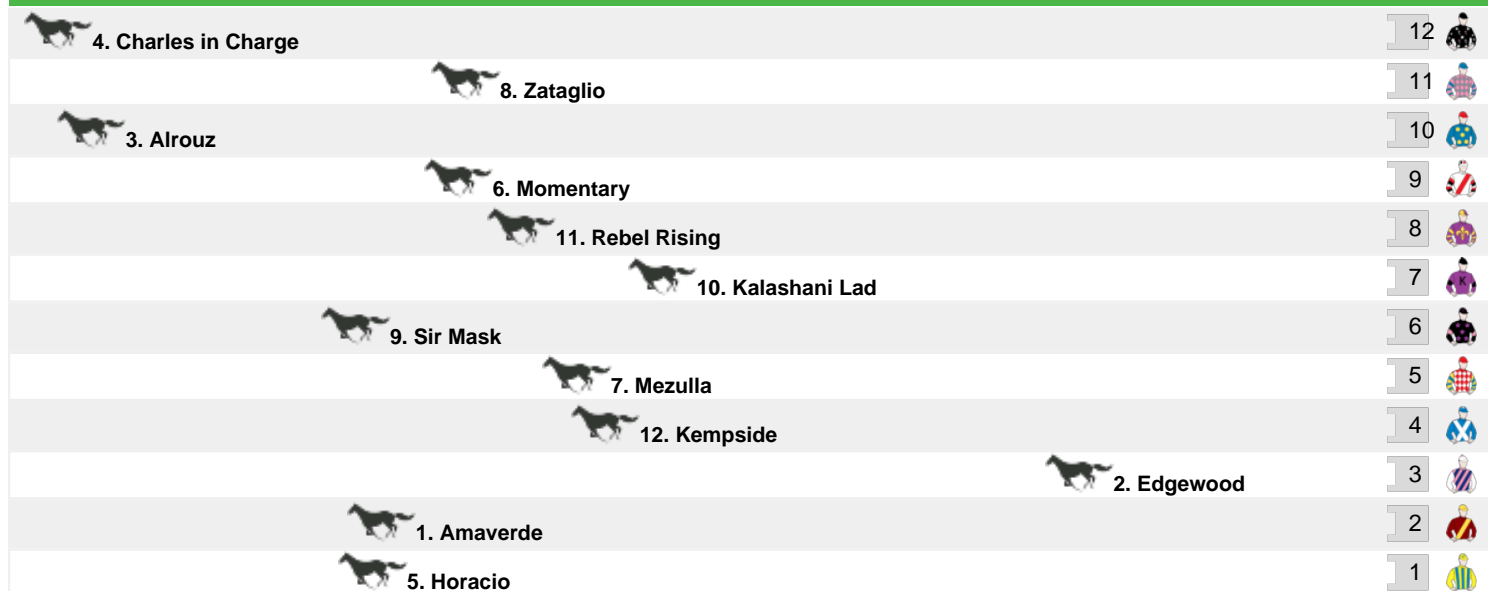 4. Charles in Charge 12
8. Zataglio 11
3. Alrouz 10
6. Momentary 9
11. Rebel Rising 8
10. Kalashani Lad 7
K
9. Sir Mask 6
7. Mezulla 5
12. Kempside 4
2. Edgewood 3
1. Amaverde 2
5. Horacio 1